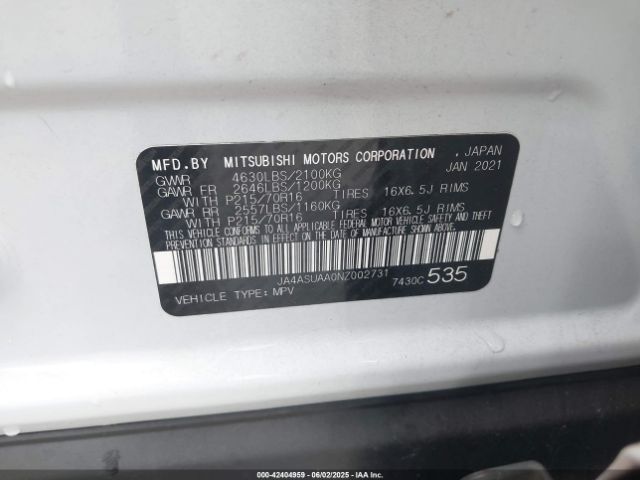 MFD.BY MITSUBISHI MOTORS CORPORATION , JAPAN
GVWR 4630LBS/2100KG JAN 2021
GAWR FR 2646LBS/1200KG
WITH P215/70R16 TIRES 16X6.5J RIMS
GAWR RR 2557LBS/1160KG
WITH P215/70R16 TIRES 16X6.5J RIMS
THIS VEHICLE CONFORMS TO ALL APPLICABLE FEDERAL MOTOR VEHICLE SAFETY AND THEFT
PREVENTION STANDARDS IN EFFECT ON THE DATE OF MANUFACTURE SHOWN ABOVE.
JA4ASUAA0NZ002731
VEHICLE TYPE: MPV 7430C 535
000-42404959 - 06/02/2025 - IAAI.COM